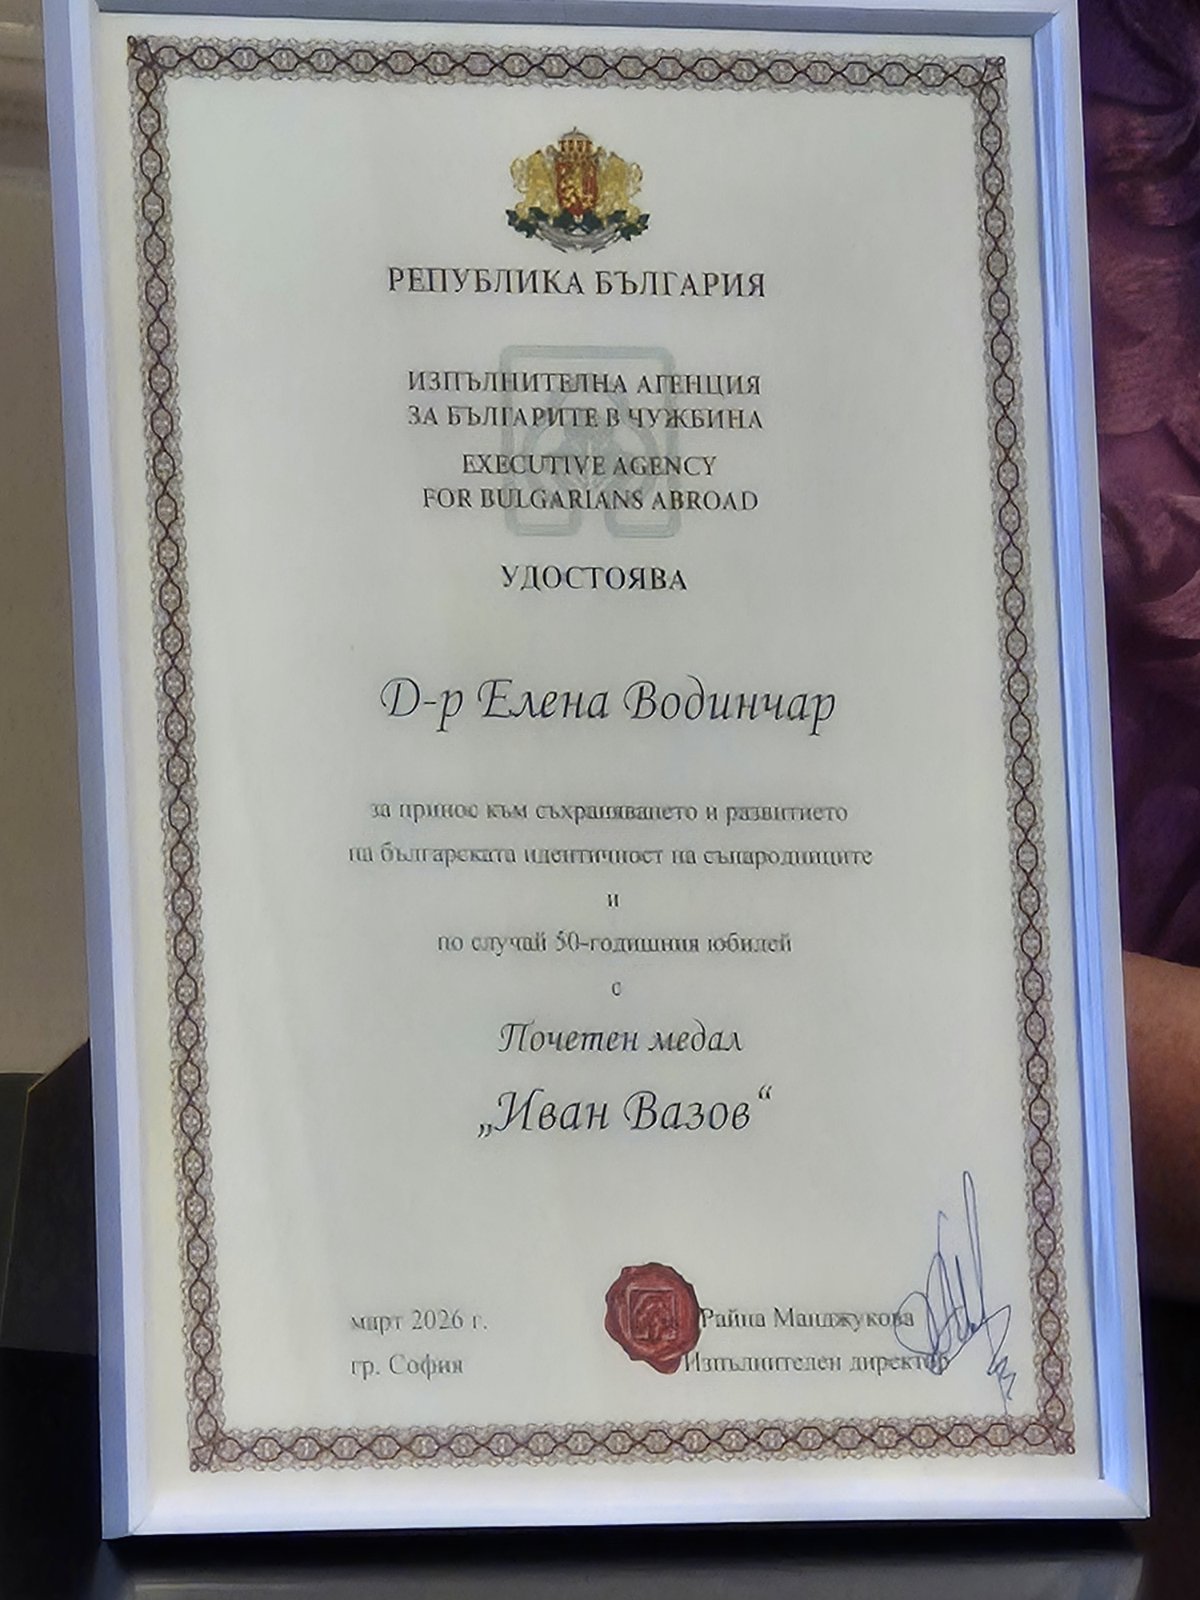 РЕПУБЛИКА БЪЛГАРИЯ
ИЗПЪЛНИТЕЛНА АГЕНЦИЯ
ЗА БЪЛГАРИТЕ В ЧУЖБИНА
EXECUTIVE AGENCY
FOR BULGARIANS ABROAD
УДОСТОЯВА
Д-р Елена Водинчар
за принос към съхраняването и развитието
на българската идентичност на сънародниците
и
по случай 50-годишния юбилей
с
Почетен медал
„Иван Вазов“
март 2026 г.
гр. София
Райна Манджукова
Изпълнителен директор